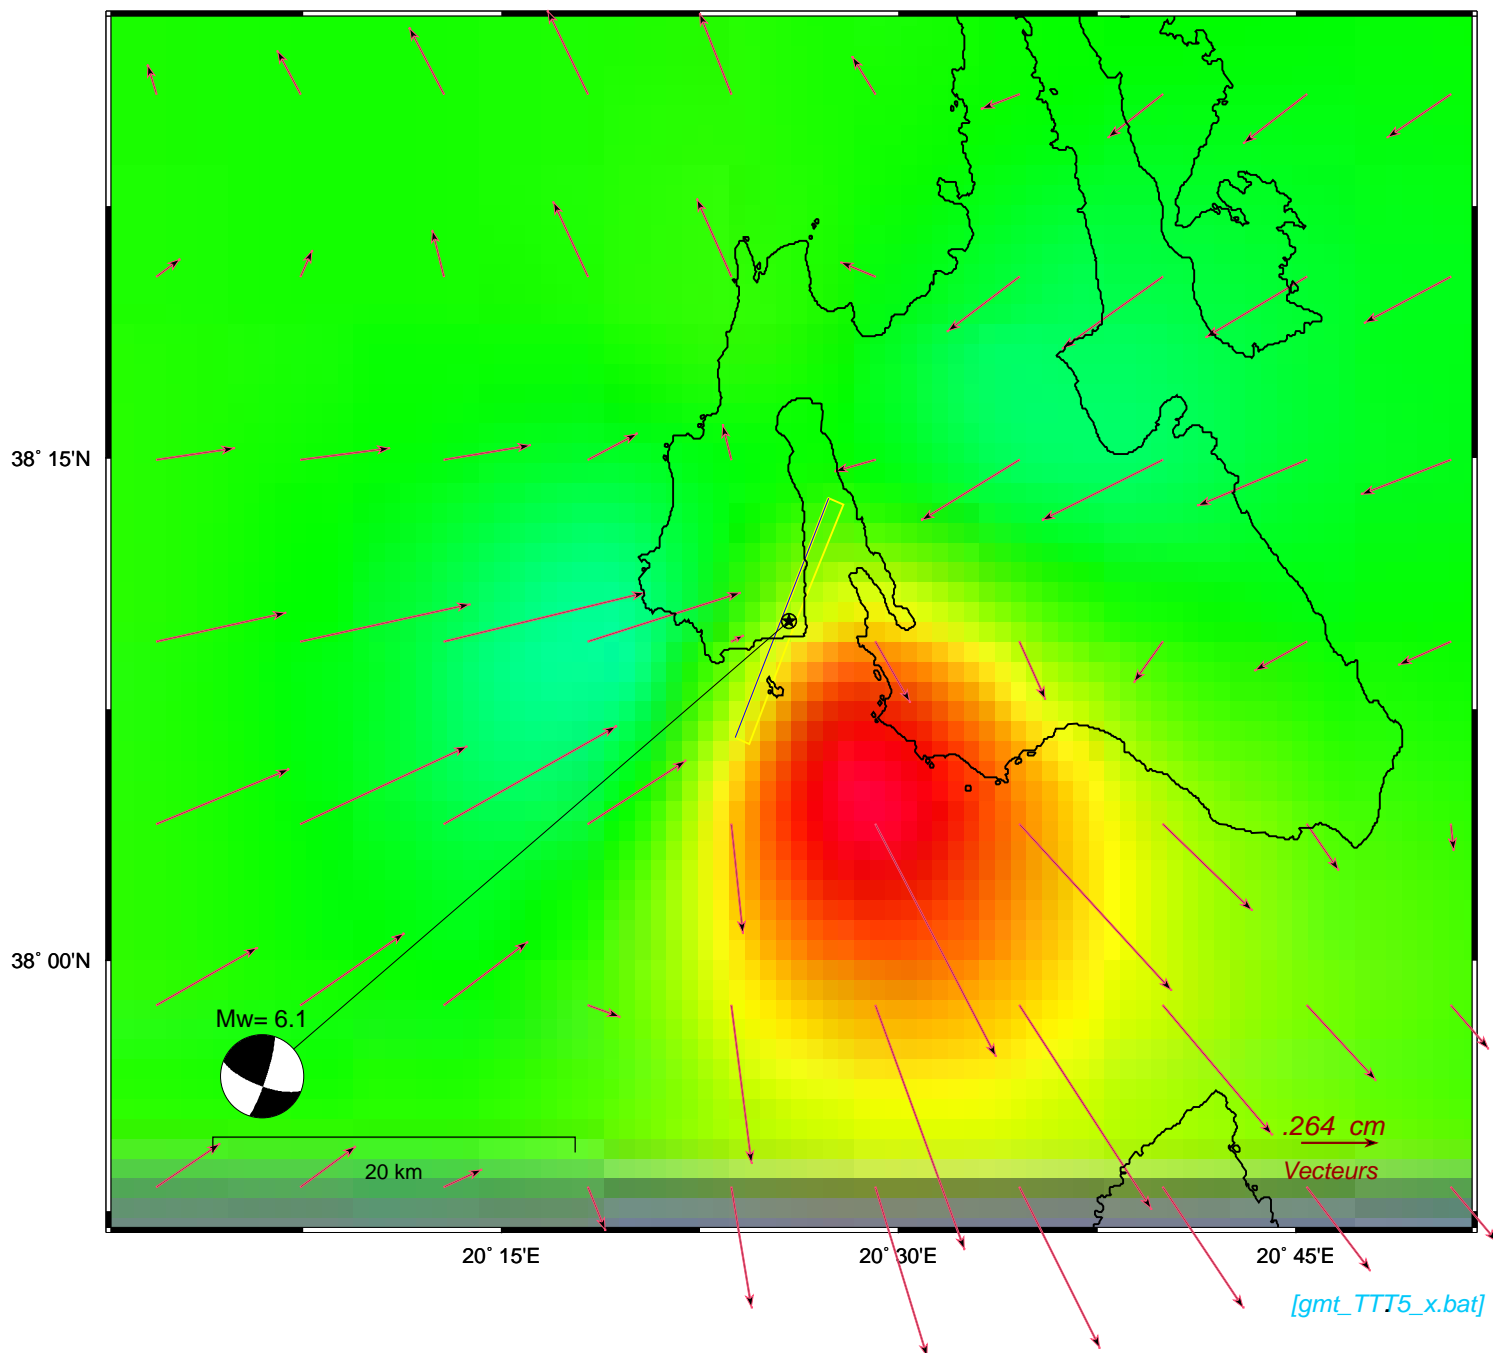 38° 15'N
38° 00'N
Mw= 6.1
.264 cm
20 km
Vecteurs
20° 15'E
20° 30'E
20° 45'E
[gmt_TTT5_x.bat]